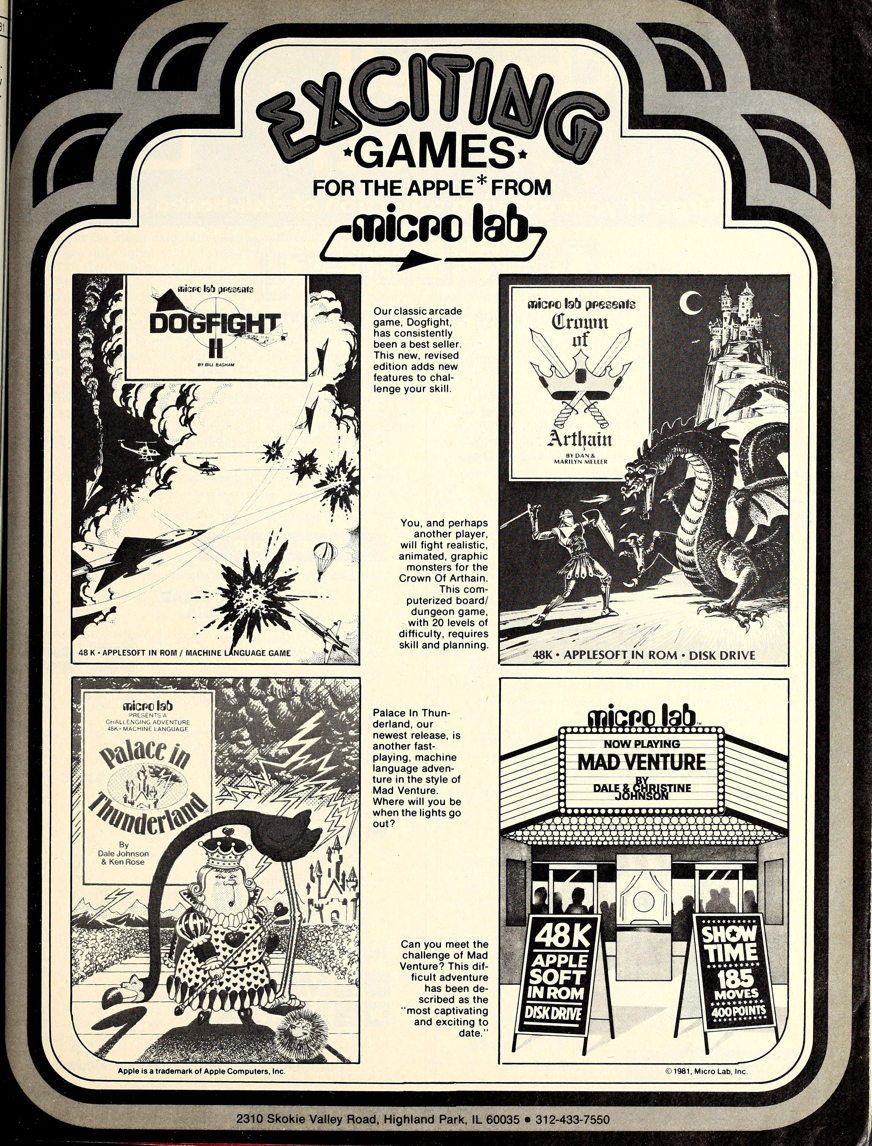 EXCITING
★GAMES★
FOR THE APPLE* FROM
micro lab
micro lab presents
DOGFIGHT
II
BY BILL BASHAM
48 K • APPLESOFT IN ROM / MACHINE LANGUAGE GAME
Our classic arcade
game, Dogfight,
has consistently
been a best seller.
This new, revised
edition adds new
features to chal-
lenge your skill.
micro lab presents
Crown
of
Arthain
BY DAN &
MARILYN MELLER
48K • APPLESOFT IN ROM • DISK DRIVE
You, and perhaps
another player,
will fight realistic,
animated, graphic
monsters for the
Crown Of Arthain.
This com-
puterized board/
dungeon game,
with 20 levels of
difficulty, requires
skill and planning.
micro lab
PRESENTS A
CHALLENGING ADVENTURE
48K • MACHINE LANGUAGE
Palace in
Thunderland
By
Dale Johnson
& Ken Rose
Palace In Thun-
derland, our
newest release, is
another fast-
playing, machine
language adven-
ture in the style of
Mad Venture.
Where will you be
when the lights go
out?
micro lab™
NOW PLAYING
MAD VENTURE
BY
DALE & CHRISTINE
JOHNSON
48K
APPLE
SOFT
IN ROM
DISK DRIVE
SHOW
TIME
185
MOVES
400 POINTS
Can you meet the
challenge of Mad
Venture? This dif-
ficult adventure
has been de-
scribed as the
"most captivating
and exciting to
date."
Apple is a trademark of Apple Computers, Inc.
© 1981, Micro Lab, Inc.
2310 Skokie Valley Road, Highland Park, IL 60035 • 312-433-7550